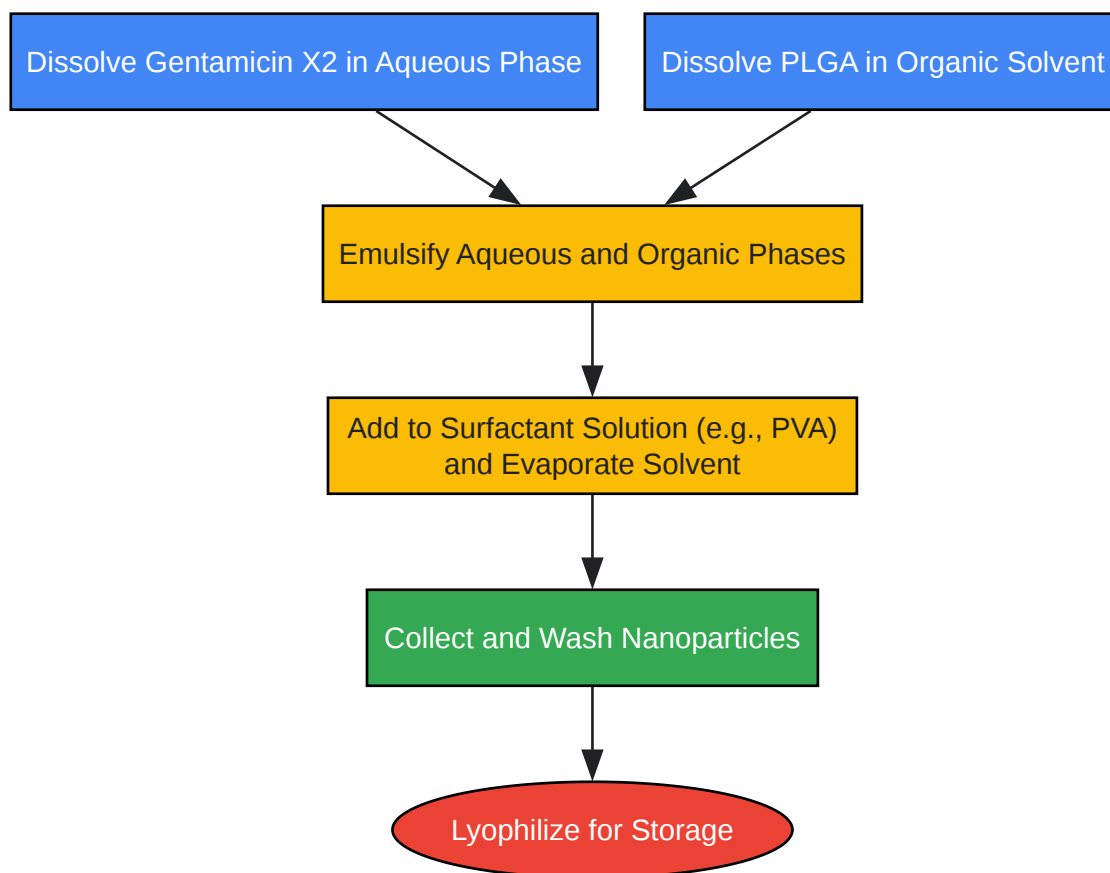 Dissolve Gentamicin X2 in Aqueous Phase
Dissolve PLGA in Organic Solvent
Emulsify Aqueous and Organic Phases
Add to Surfactant Solution (e.g., PVA)
and Evaporate Solvent
Collect and Wash Nanoparticles
Lyophilize for Storage